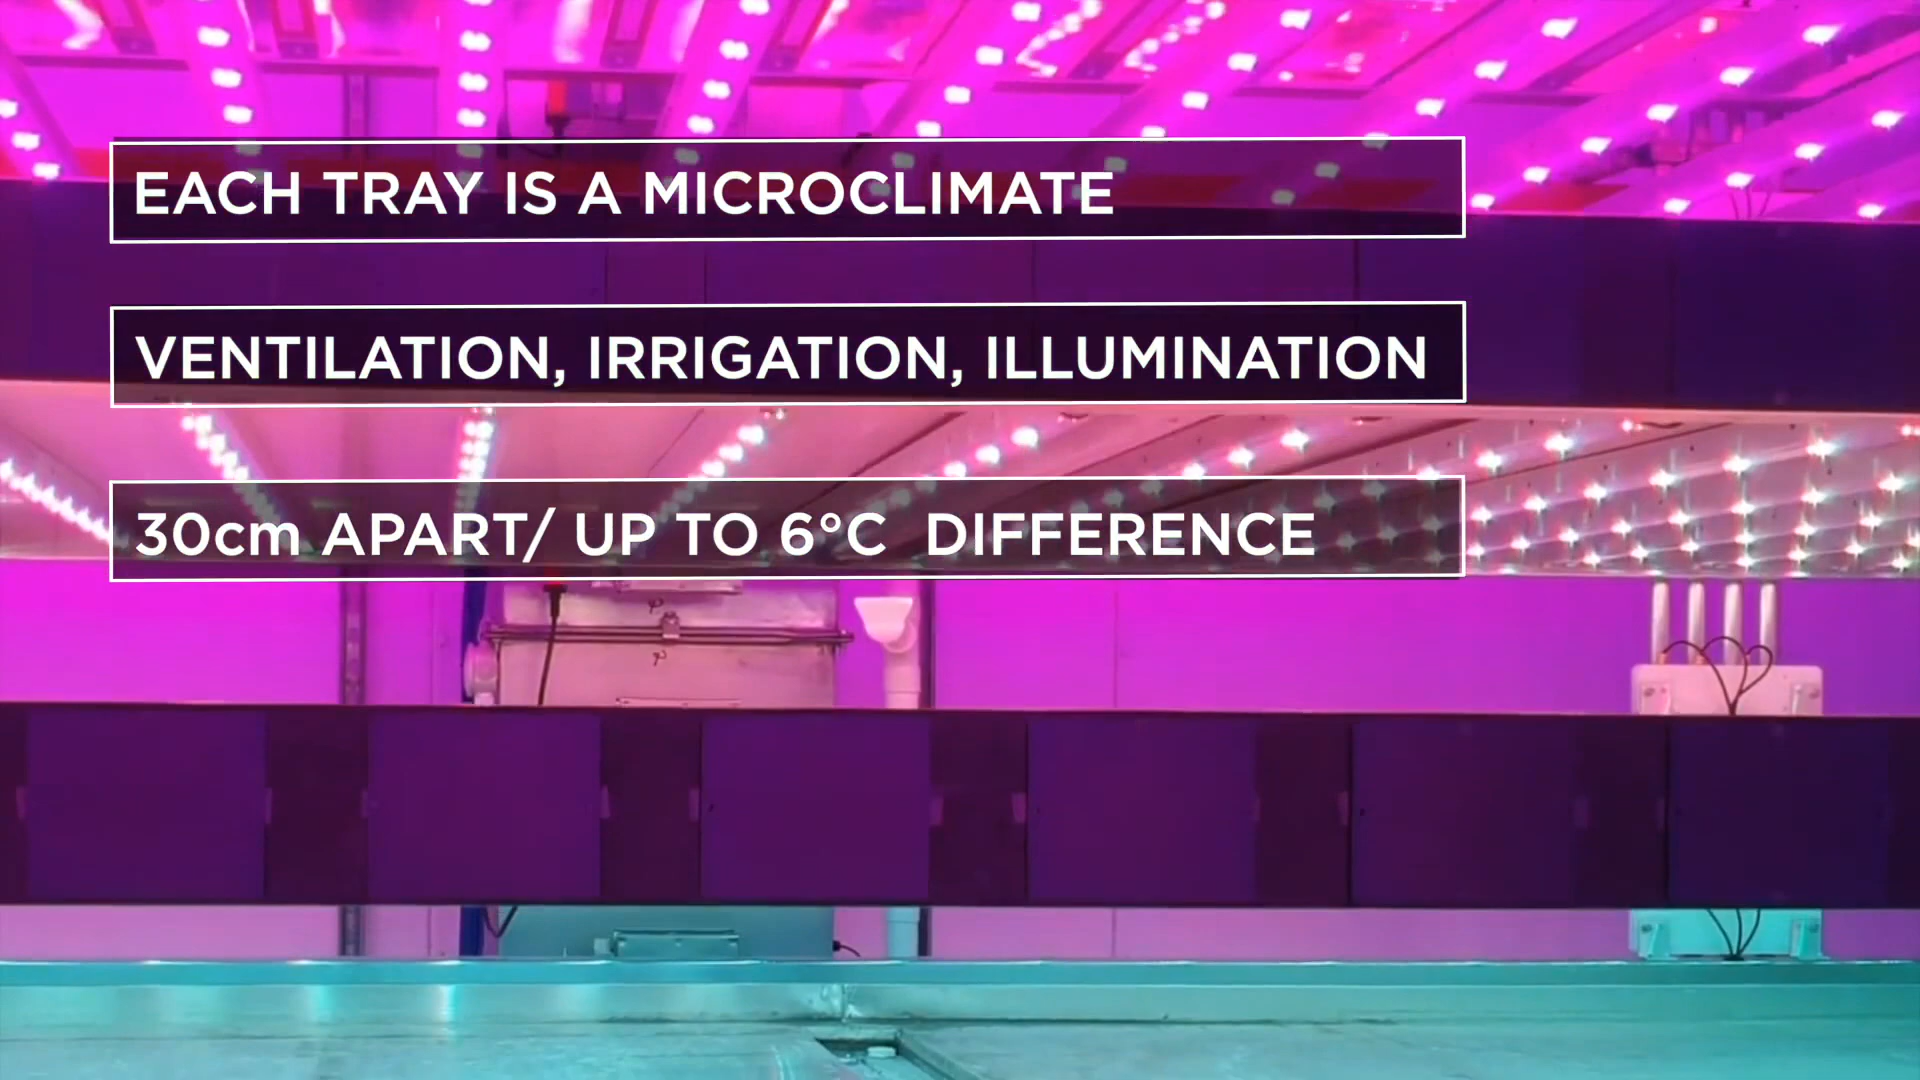 EACH TRAY IS A MICROCLIMATE
VENTILATION, IRRIGATION, ILLUMINATION
30cm APART/ UP TO 6°C DIFFERENCE